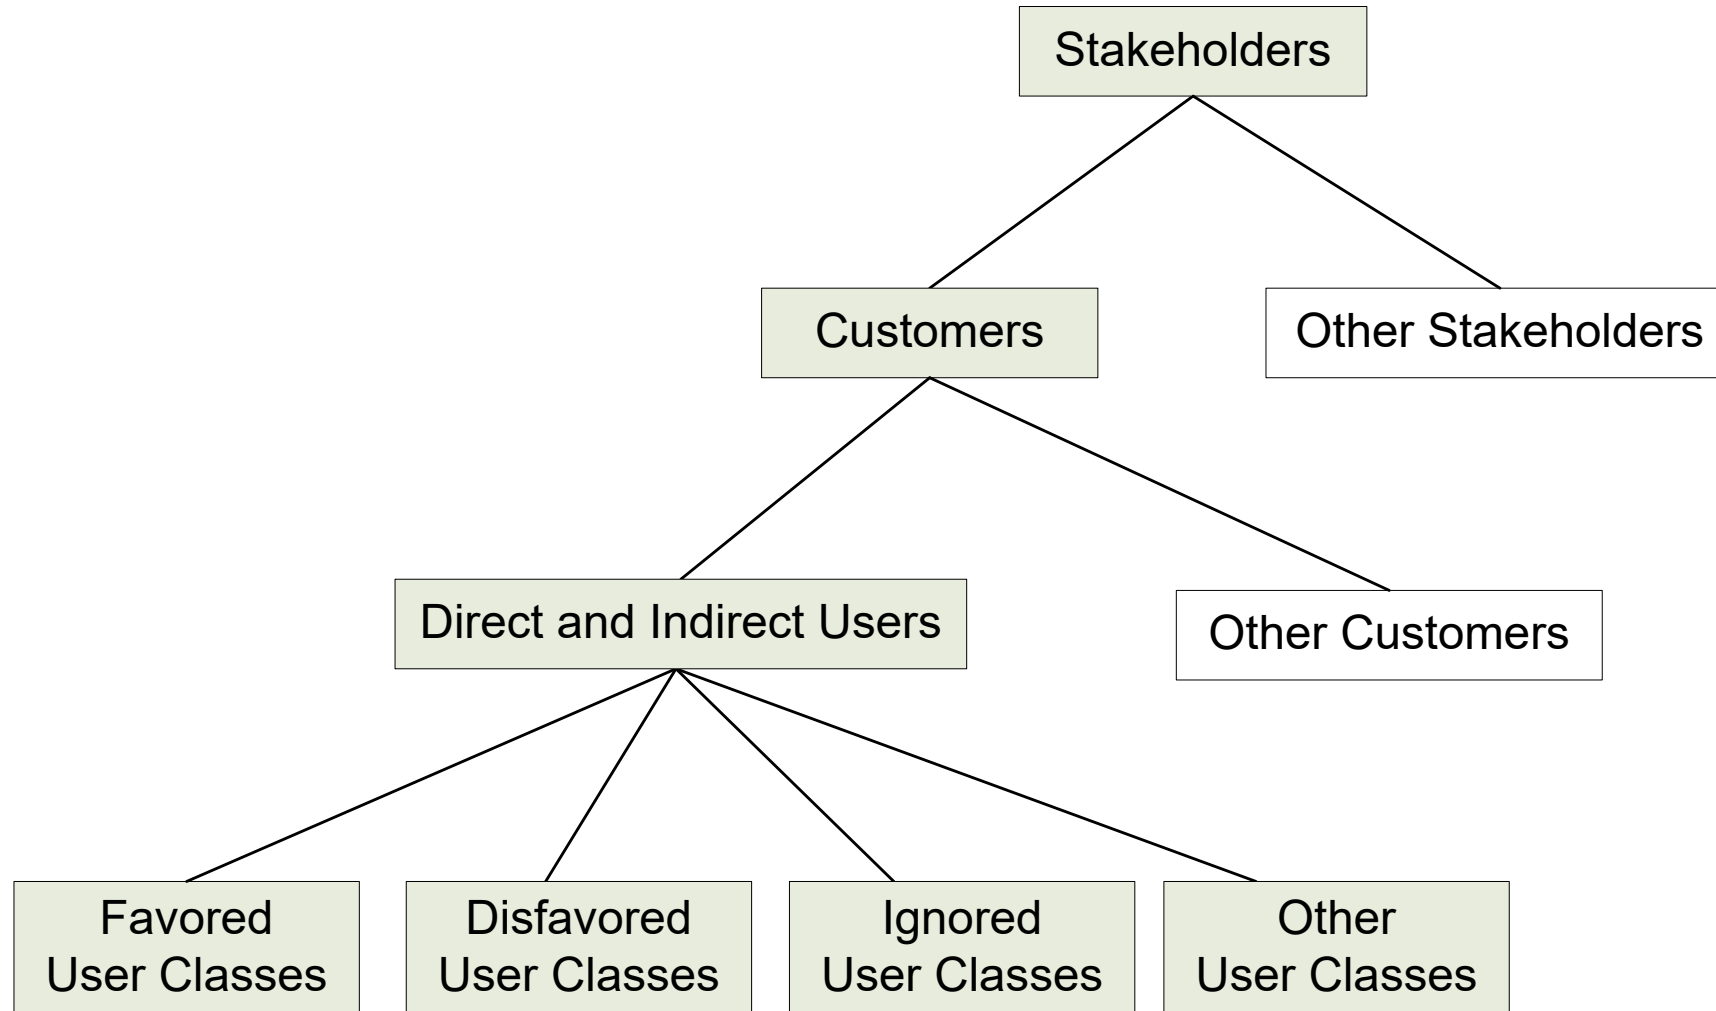 Stakeholders
Customers
Other Stakeholders
Direct and Indirect Users
Other Customers
Favored
User Classes
Disfavored
User Classes
Ignored
User Classes
Other
User Classes